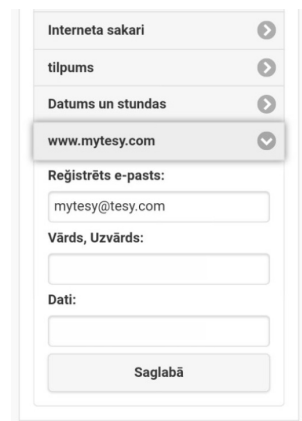 Interneta sakari
tilpums
Datums un stundas
www.mytesy.com
Reģistrēts e-pasts:
mytesy@tesy.com
Vārds, Uzvārds:
Dati:
Saglabā